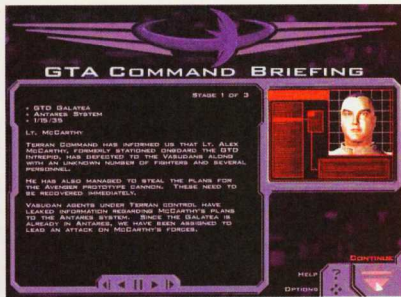 GTA COMMAND BRIEFING
STAGE 1 OF 3
• GTD GALATEA
• ANTARES SYSTEM
• 1/15/35
LT. MCCARTHY
TERRAN COMMAND HAS INFORMED US THAT LT. ALEX
MCCARTHY, FORMERLY STATIONED ONBOARD THE GTD
INTREPID, HAS DEFECTED TO THE VASUDANS ALONG
WITH AN UNKNOWN NUMBER OF FIGHTERS AND SEVERAL
PERSONNEL.
HE HAS ALSO MANAGED TO STEAL THE PLANS FOR
THE AVENGER PROTOTYPE CANNON. THESE NEED TO
BE RECOVERED IMMEDIATELY.
VASUDAN AGENTS UNDER TERRAN CONTROL HAVE
LEAKED INFORMATION REGARDING MCCARTHY'S PLANS
TO THE ANTARES SYSTEM. SINCE THE GALATEA IS
ALREADY IN ANTARES, WE HAVE BEEN ASSIGNED TO
LEAD AN ATTACK ON MCCARTHY'S FORCES.
CONTINUE
HELP
?
OPTIONS